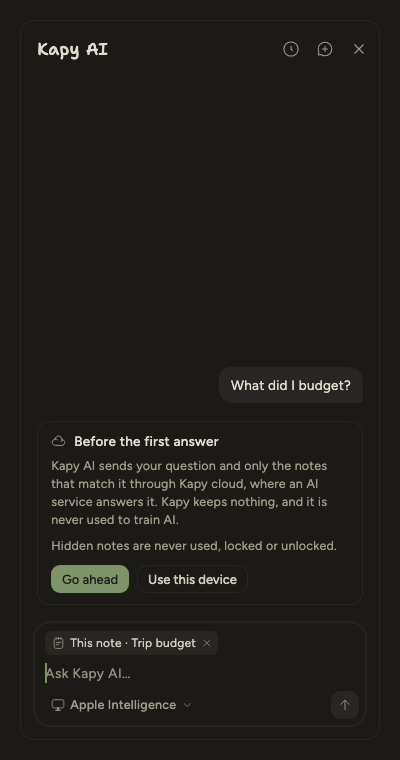 Kapy AI
What did I budget?
Before the first answer
Kapy AI sends your question and only the notes
that match it through Kapy cloud, where an AI
service answers it. Kapy keeps nothing, and it is
never used to train AI.
Hidden notes are never used, locked or unlocked.
Go ahead
Use this device
This note · Trip budget
Ask Kapy AI...
Apple Intelligence